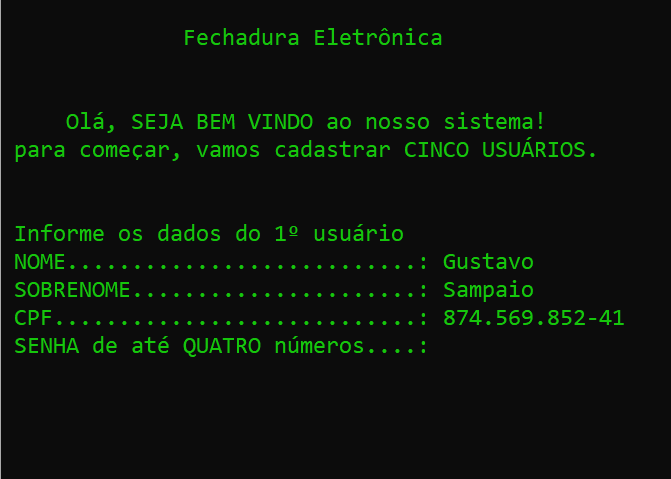 Fechadura Eletrônica
Olá, SEJA BEM VINDO ao nosso sistema!
para começar, vamos cadastrar CINCO USUÁRIOS.
Informe os dados do 1º usuário
NOME...........................: Gustavo
SOBRENOME......................: Sampaio
CPF............................: 874.569.852-41
SENHA de até QUATRO números....: